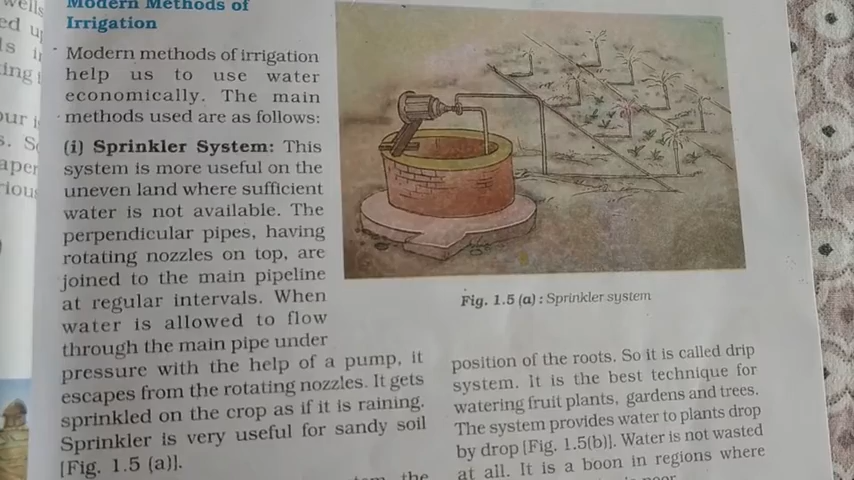 wells
ed
Modern Methods of
Irrigation
Modern methods of irrigation
help us to use water
economically. The main
methods used are as follows:
(i) Sprinkler System: This
system is more useful on the
uneven land where sufficient
water is not available. The
perpendicular pipes, having
rotating nozzles on top, are
joined to the main pipeline
at regular intervals. When
water is allowed to flow
through the main pipe under
pressure with the help of a pump, it
escapes from the rotating nozzles. It gets
sprinkled on the crop as if it is raining.
Sprinkler is very useful for sandy soil
[Fig. 1.5 (a)].
the
Fig. 1.5 (a) : Sprinkler system
position of the roots. So it is called drip
system. It is the best technique for
watering fruit plants, gardens and trees.
The system provides water to plants drop
by drop [Fig. 1.5(b)]. Water is not wasted
at all. It is a boon in regions where